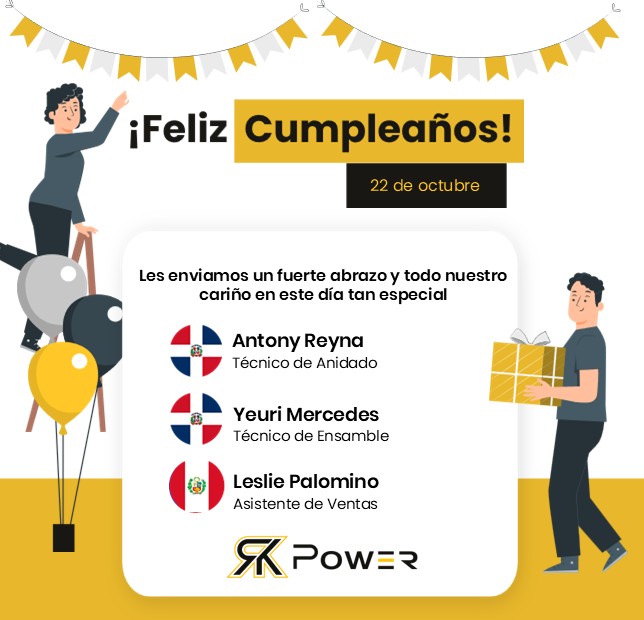 ¡Feliz Cumpleaños!
22 de octubre
Les enviamos un fuerte abrazo y todo nuestro
cariño en este día tan especial
Antony Reyna
Técnico de Anidado
Yeuri Mercedes
Técnico de Ensamble
Leslie Palomino
Asistente de Ventas
RK POWER